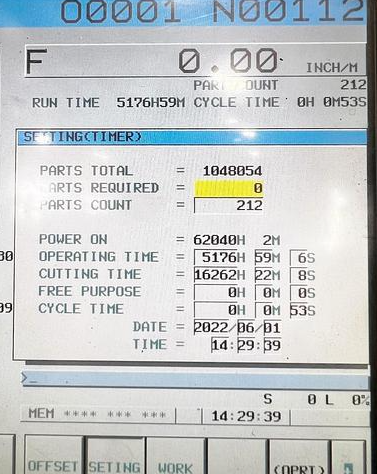 O0001 N00112
F 0.00 INCH/M
PART COUNT 212
RUN TIME 5176H59M CYCLE TIME 0H 0M53S
SETTING(TIMER)
PARTS TOTAL = 1048054
PARTS REQUIRED = 0
PARTS COUNT = 212
POWER ON = 62040H 2M
OPERATING TIME = 5176H 59M 6S
CUTTING TIME = 16262H 22M 8S
FREE PURPOSE = 0H 0M 0S
CYCLE TIME = 0H 0M 53S
DATE = 2022/06/01
TIME = 14:29:39
>_
S 0 L 0%
MEM **** *** *** 14:29:39
OFFSET SETING WORK (OPRT)